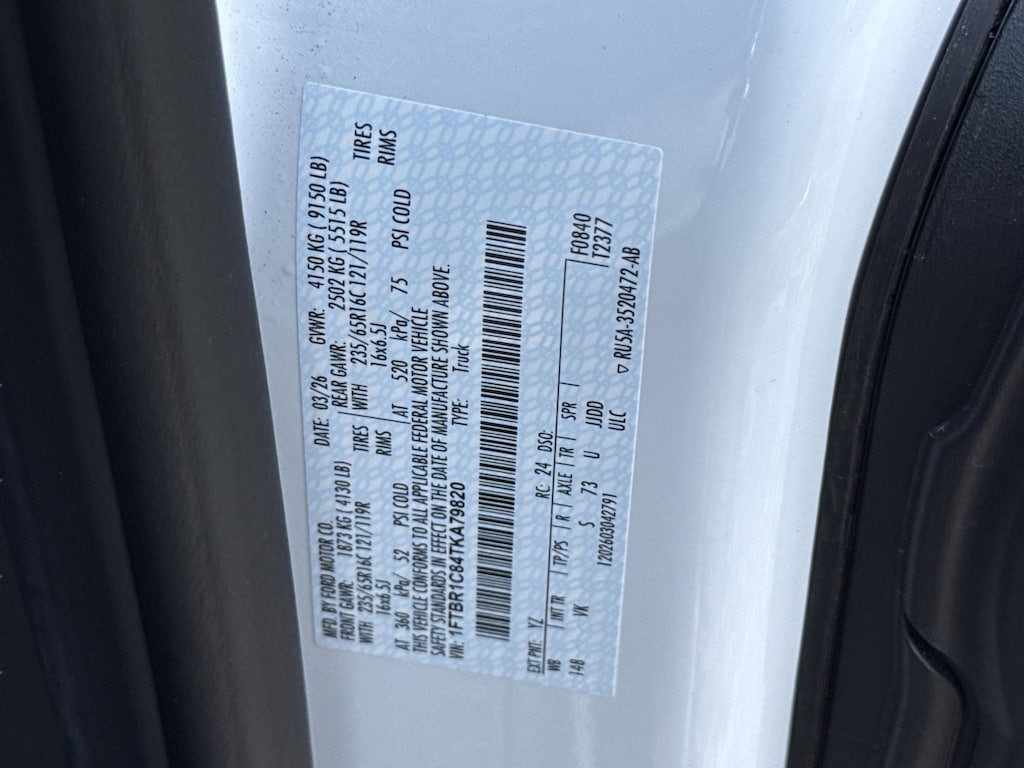 MFD. BY FORD MOTOR CO.
DATE: 03/26 GVWR: 4150 KG ( 9150 LB)
FRONT GAWR: 1873 KG ( 4130 LB) REAR GAWR: 2502 KG ( 5515 LB)
WITH 235/65R16C 121/119R TIRES WITH 235/65R16C 121/119R TIRES
16x6.5J RIMS 16x6.5J RIMS
AT 360 kPa/ 52 PSI COLD AT 520 kPa/ 75 PSI COLD
THIS VEHICLE CONFORMS TO ALL APPLICABLE FEDERAL MOTOR VEHICLE
SAFETY STANDARDS IN EFFECT ON THE DATE OF MANUFACTURE SHOWN ABOVE.
VIN: 1FTBR1C84TKA79820 TYPE: Truck
EXT PNT: YZ RC: 24 DSO: F0840
WB | INT TR | TP/PS | R | AXLE | TR | SPR | T2377
148 VK S 73 U JJDD
ULC
1202603042791 ▽ RU5A-3520472-AB